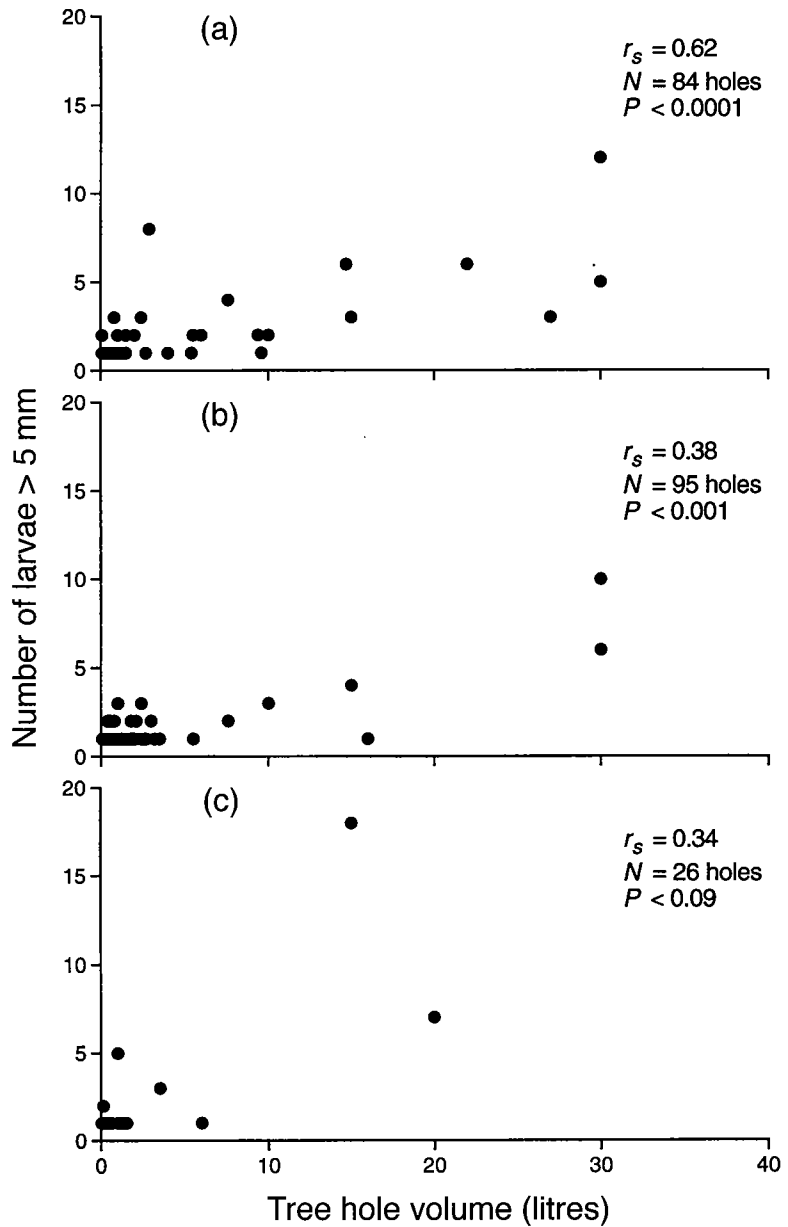 (a)
r_s = 0.62
N = 84 holes
P < 0.0001
20
15
10
5
0
(b)
r_s = 0.38
N = 95 holes
P < 0.001
20
15
10
5
0
(c)
r_s = 0.34
N = 26 holes
P < 0.09
20
15
10
5
0
Number of larvae > 5 mm
0 10 20 30 40
Tree hole volume (litres)